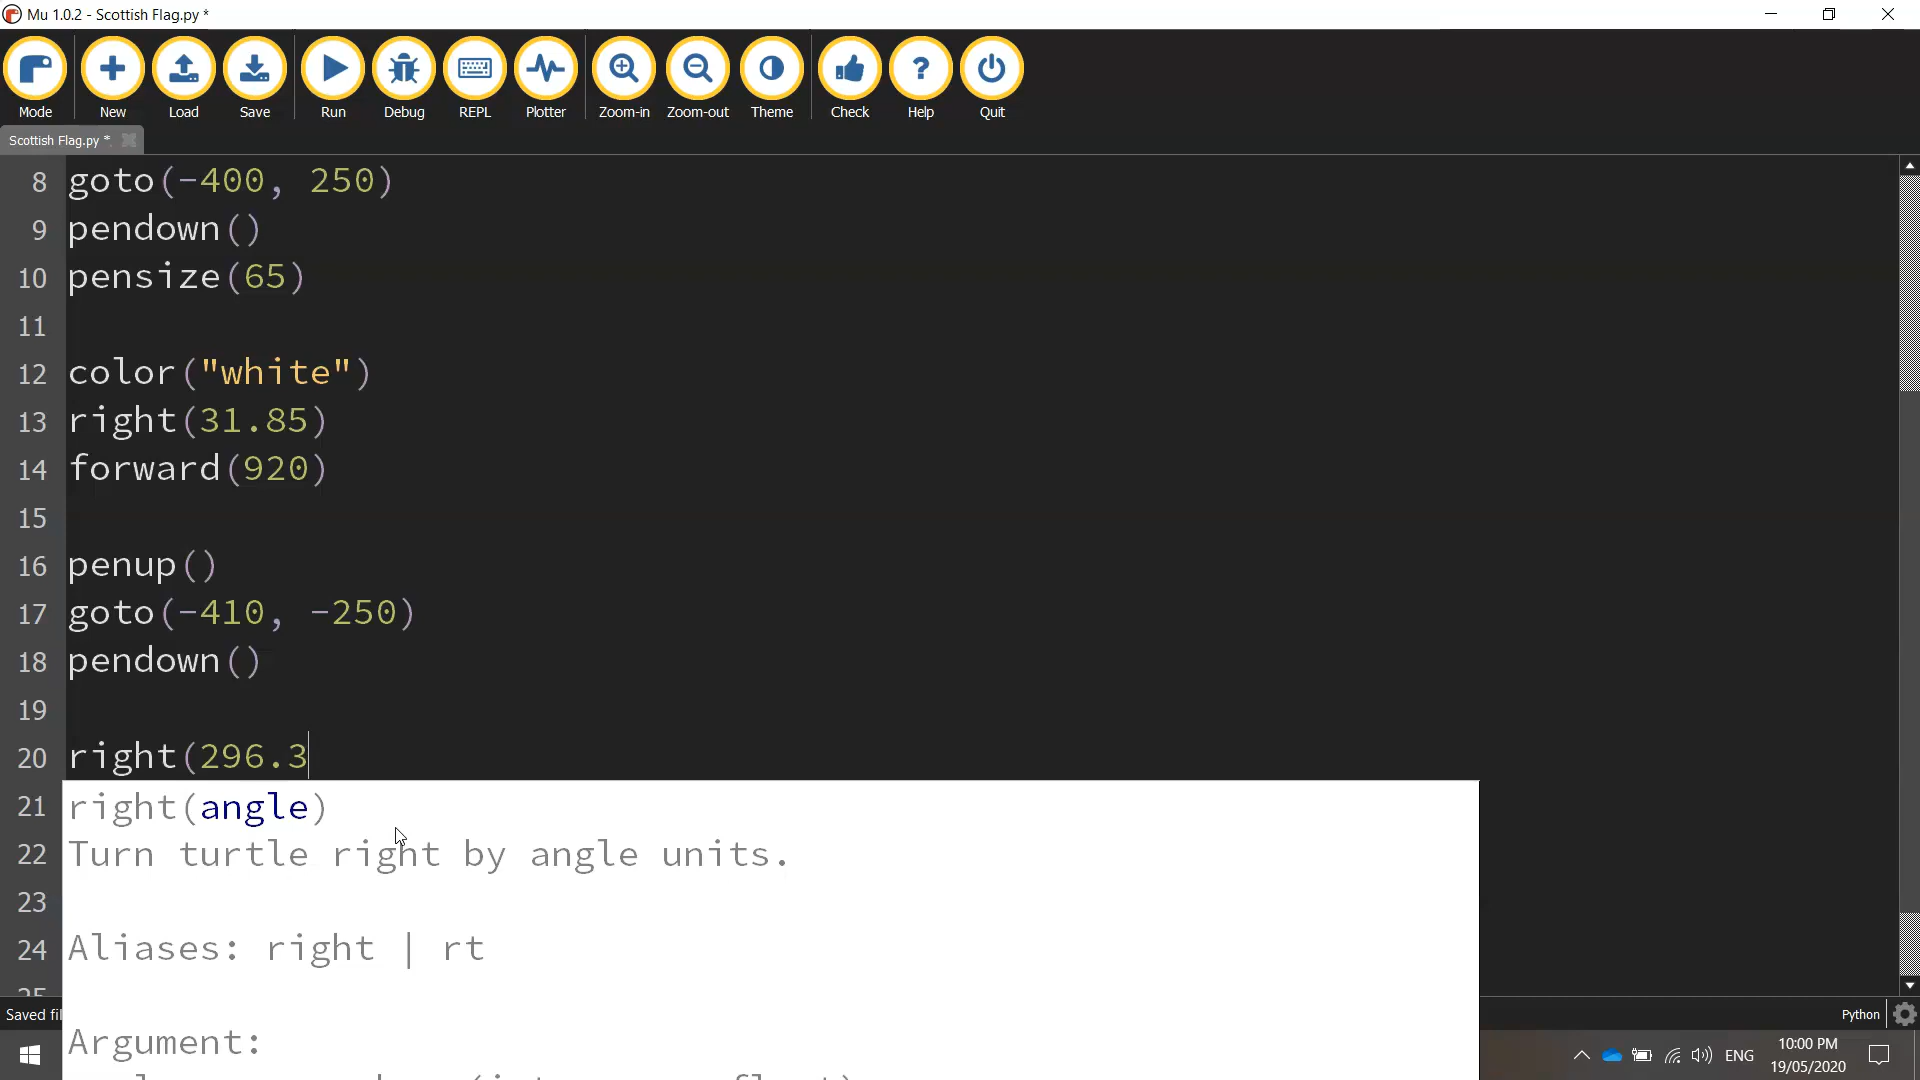 Mu 1.0.2 - Scottish Flag.py *
Mode New Load Save Run Debug REPL Plotter Zoom-in Zoom-out Theme Check Help Quit
Scottish Flag.py *
8 goto(-400, 250)
9 pendown()
10 pensize(65)
11
12 color("white")
13 right(31.85)
14 forward(920)
15
16 penup()
17 goto(-410, -250)
18 pendown()
19
20 right(296.3
21 right(angle)
22 Turn turtle right by angle units.
23
24 Aliases: right | rt
25
Saved Python
Argument:
ENG
10:00 PM
19/05/2020